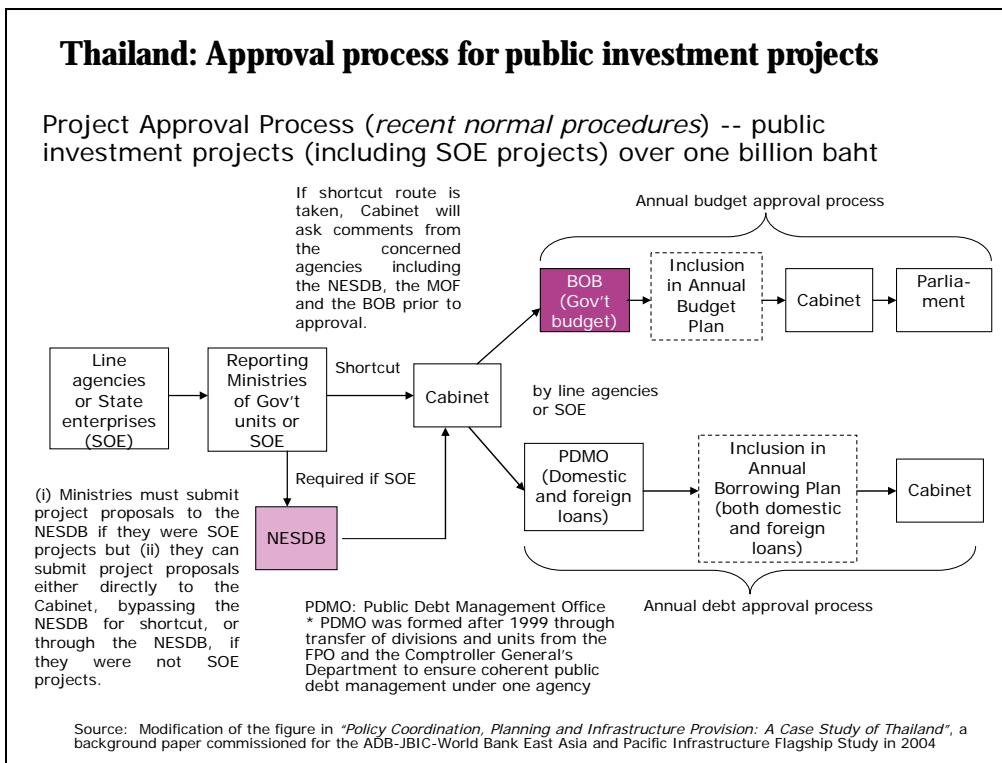 Thailand: Approval process for public investment projects
Project Approval Process (recent normal procedures) -- public
investment projects (including SOE projects) over one billion baht
If shortcut route is
taken, Cabinet will
ask comments from
the concerned
agencies including
the NESDB, the MOF
and the BOB prior to
approval.
Annual budget approval process
BOB
(Gov't
budget)
Inclusion
in Annual
Budget
Plan
Cabinet
Parlia-
ment
Line
agencies
or State
enterprises
(SOE)
Reporting
Ministries
of Gov't
units or
SOE
Shortcut
Cabinet
by line agencies
or SOE
Required if SOE
NESDB
PDMO
(Domestic
and foreign
loans)
Inclusion in
Annual
Borrowing Plan
(both domestic
and foreign
loans)
Cabinet
(i) Ministries must submit
project proposals to the
NESDB if they were SOE
projects but (ii) they can
submit project proposals
either directly to the
Cabinet, bypassing the
NESDB for shortcut, or
through the NESDB, if
they were not SOE
projects.
Annual debt approval process
PDMO: Public Debt Management Office
* PDMO was formed after 1999 through
transfer of divisions and units from the
FPO and the Comptroller General's
Department to ensure coherent public
debt management under one agency
Source: Modification of the figure in "Policy Coordination, Planning and Infrastructure Provision: A Case Study of Thailand", a
background paper commissioned for the ADB-JBIC-World Bank East Asia and Pacific Infrastructure Flagship Study in 2004